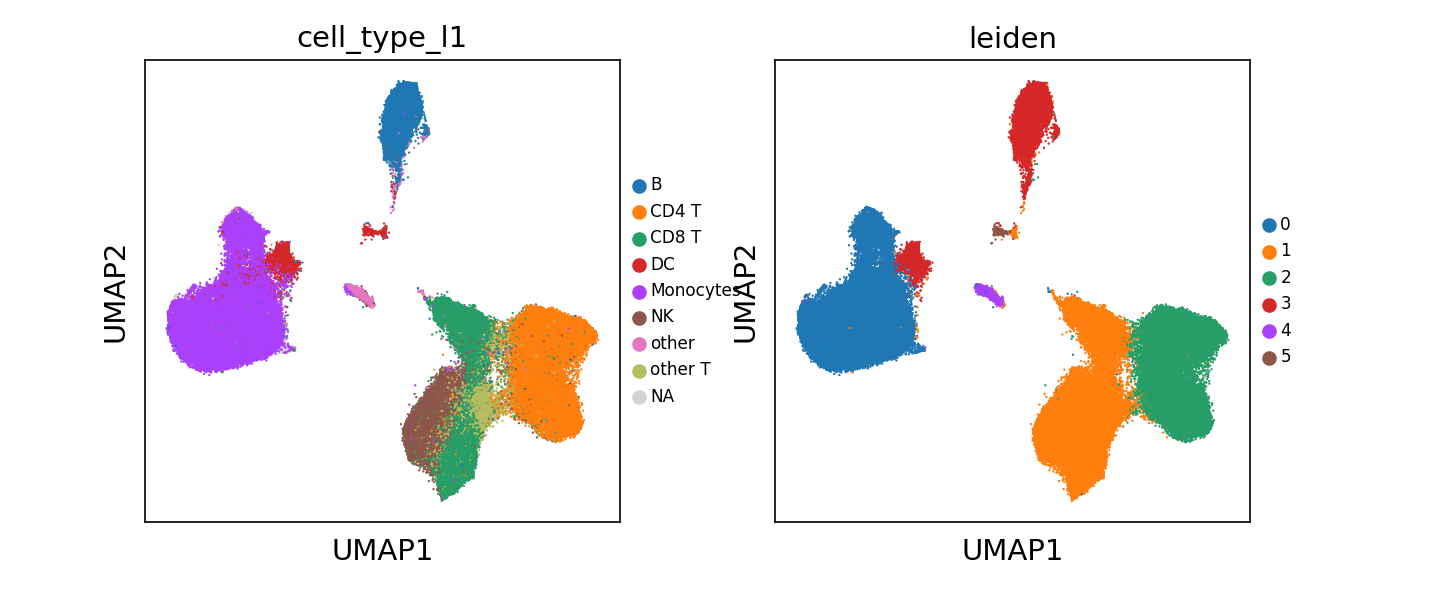 cell_type_l1
UMAP2
UMAP1
B
CD4 T
CD8 T
DC
Monocytes
NK
other
other T
NA
leiden
UMAP2
UMAP1
0
1
2
3
4
5